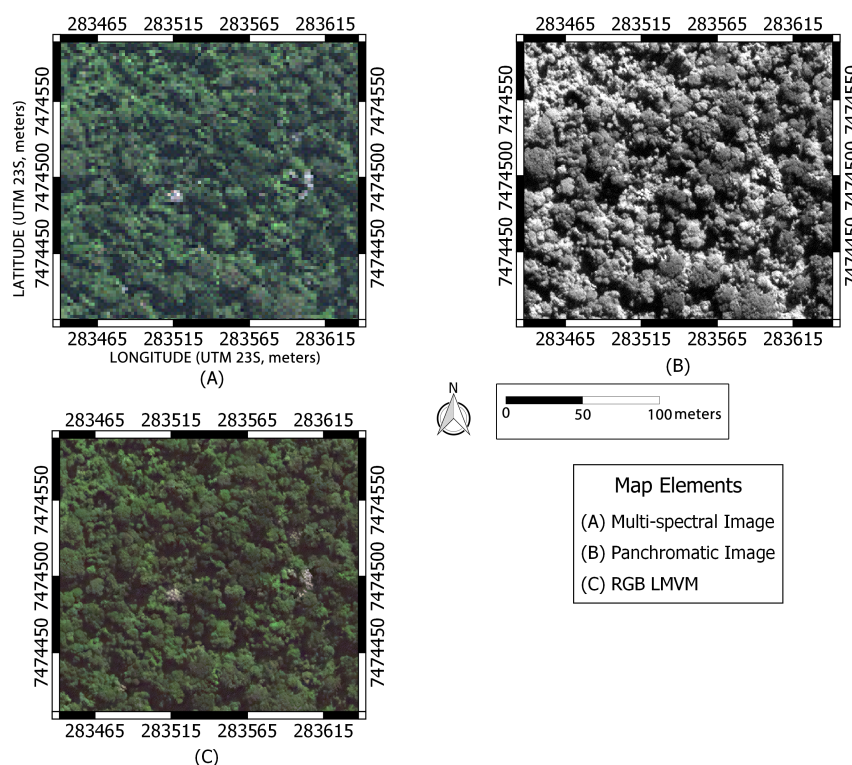 283465 283515 283565 283615
283465 283515 283565 283615
LATITUDE (UTM 23S, meters)
7474550
7474500
7474450
7474550
7474500
7474450
7474550
7474500
7474450
7474550
7474500
7474450
283465 283515 283565 283615
LONGITUDE (UTM 23S, meters)
(A)
283465 283515 283565 283615
(B)
N
0 50 100 meters
283465 283515 283565 283615
7474550
7474500
7474450
7474550
7474500
7474450
283465 283515 283565 283615
(C)
Map Elements
(A) Multi-spectral Image
(B) Panchromatic Image
(C) RGB LMVM